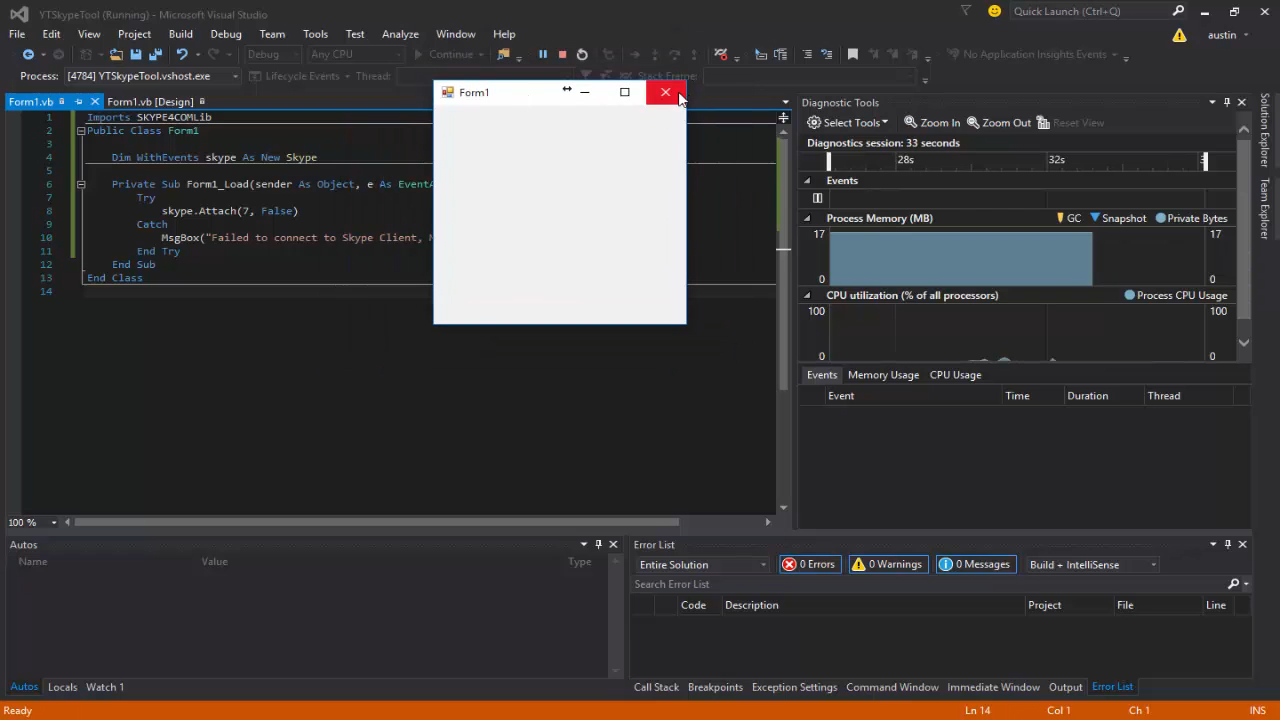 YTSkypeTool (Running) - Microsoft Visual Studio
Quick Launch (Ctrl+Q)
File Edit View Project Build Debug Team Tools Test Analyze Window Help
austin
Debug Any CPU Continue No Application Insights Events
Process: [4784] YTSkypeTool.vshost.exe Lifecycle Events Thread: Stack Frame:
Form1.vb Form1.vb [Design]
Form1
1 Imports SKYPE4COMLib
2 Public Class Form1
3
4 Dim WithEvents skype As New Skype
5
6 Private Sub Form1_Load(sender As Object, e As
7 Try
8 skype.Attach(7, False)
9 Catch
10 MsgBox("Failed to connect to Skype Client,
11 End Try
12 End Sub
13 End Class
14
100 %
Diagnostic Tools
Select Tools Zoom In Zoom Out Reset View
Diagnostics session: 33 seconds
28s 32s
Events
Process Memory (MB) GC Snapshot Private Bytes
17 17
0 0
CPU utilization (% of all processors) Process CPU Usage
100 100
0 0
Events Memory Usage CPU Usage
Event Time Duration Thread
Solution Explorer
Team Explorer
Autos
Name Value Type
Error List
Entire Solution 0 Errors 0 Warnings 0 Messages Build + IntelliSense
Search Error List
Code Description Project File Line
Autos Locals Watch 1
Call Stack Breakpoints Exception Settings Command Window Immediate Window Output Error List
Ready Ln 14 Col 1 Ch 1 INS